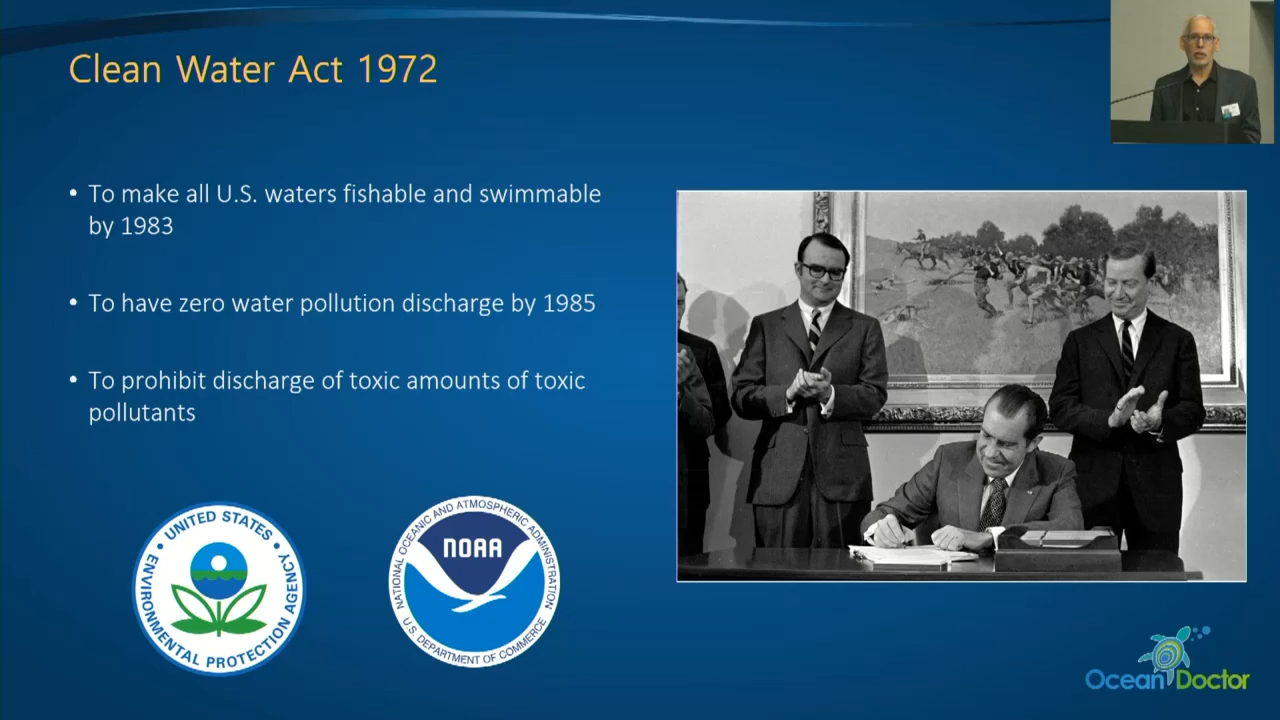 Clean Water Act 1972
• To make all U.S. waters fishable and swimmable
by 1983
• To have zero water pollution discharge by 1985
• To prohibit discharge of toxic amounts of toxic
pollutants
• UNITED STATES •
ENVIRONMENTAL PROTECTION AGENCY
NATIONAL OCEANIC AND ATMOSPHERIC ADMINISTRATION
NOAA
U.S. DEPARTMENT OF COMMERCE
Ocean Doctor